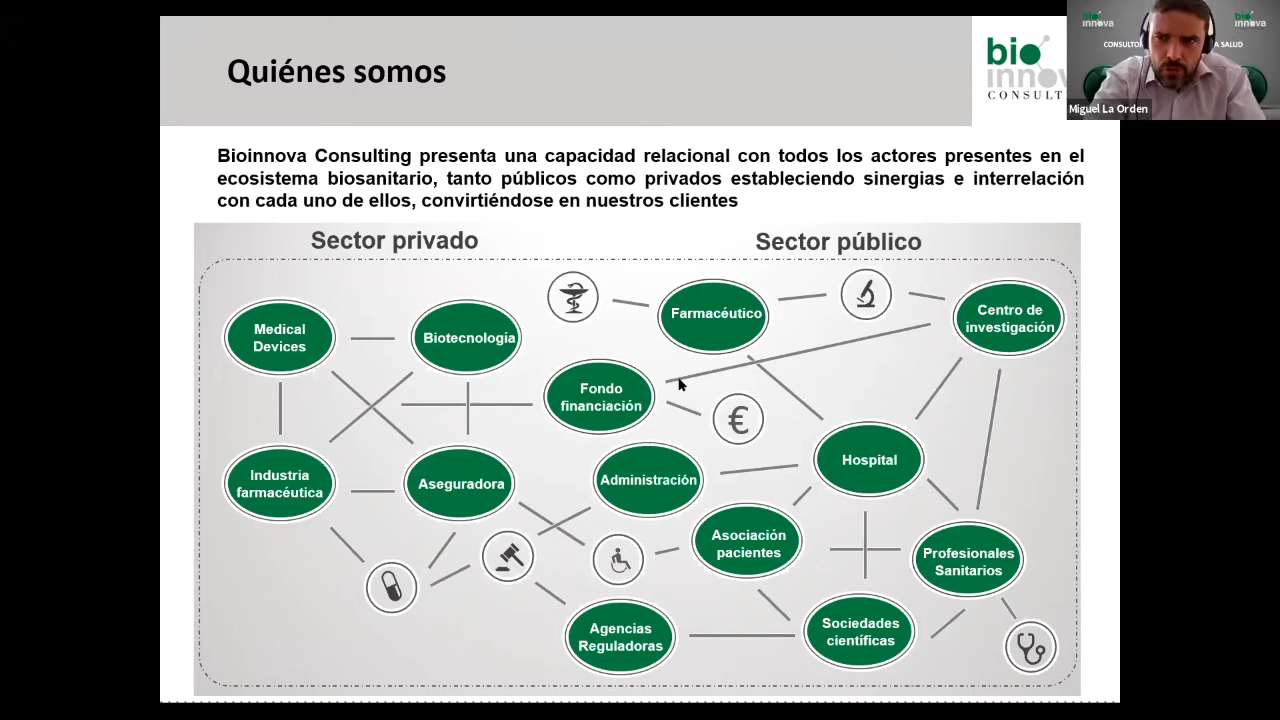 Quiénes somos
bio
innov
CONSULT
bio
innova
bio
innova
CONSULTO
A SALUD
Miguel La Orden
Bioinnova Consulting presenta una capacidad relacional con todos los actores presentes en el
ecosistema biosanitario, tanto públicos como privados estableciendo sinergias e interrelación
con cada uno de ellos, convirtiéndose en nuestros clientes
Sector privado
Sector público
Medical
Devices
Biotecnología
Farmacéutico
Centro de
investigación
Fondo
financiación
€
Industria
farmacéutica
Aseguradora
Administración
Hospital
Asociación
pacientes
Profesionales
Sanitarios
Agencias
Reguladoras
Sociedades
científicas